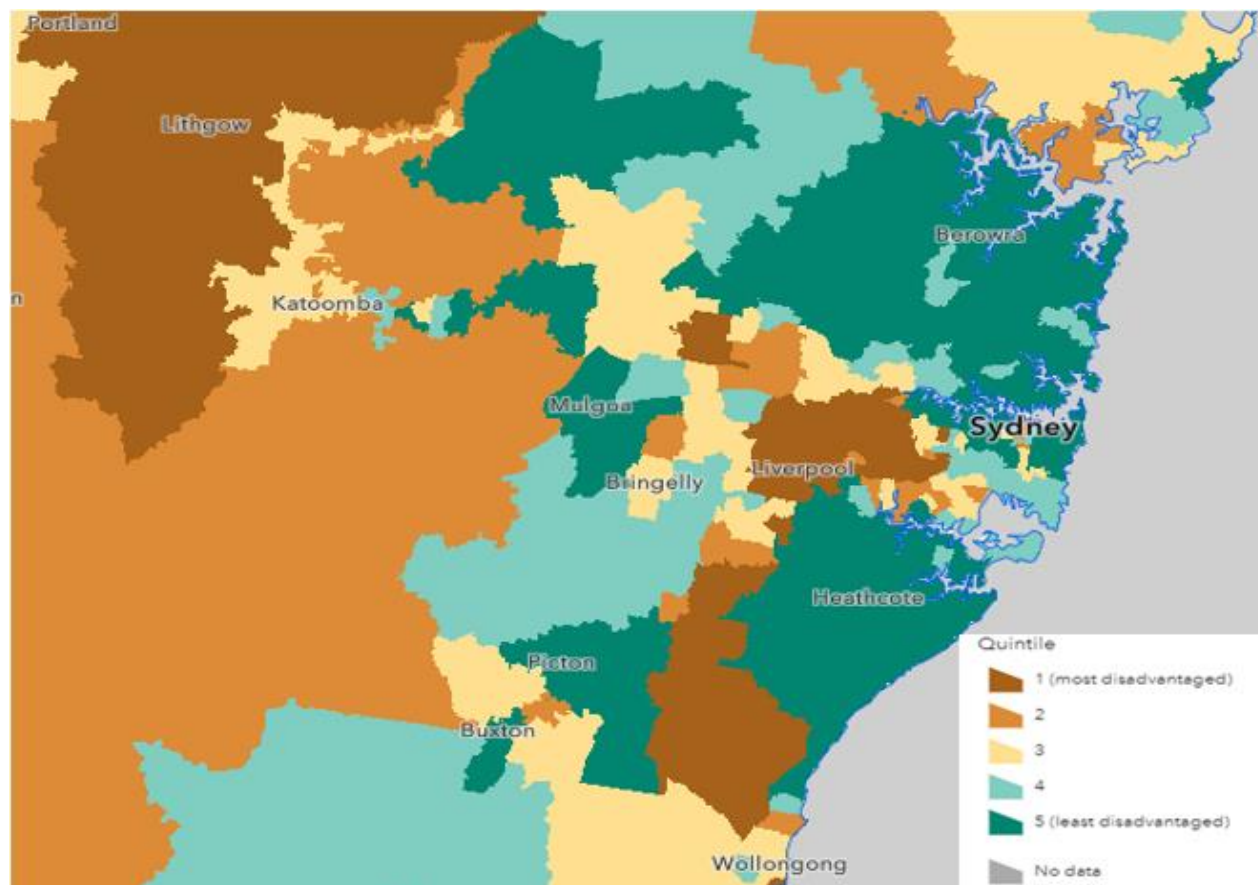 Portland
Lithgow
Berowra
n
Katoomba
Mulgoa
Sydney
Liverpool
Bringelly
Heathcote
Picton
Buxton
Wollongong
Quintile
1 (most disadvantaged)
2
3
4
5 (least disadvantaged)
No data